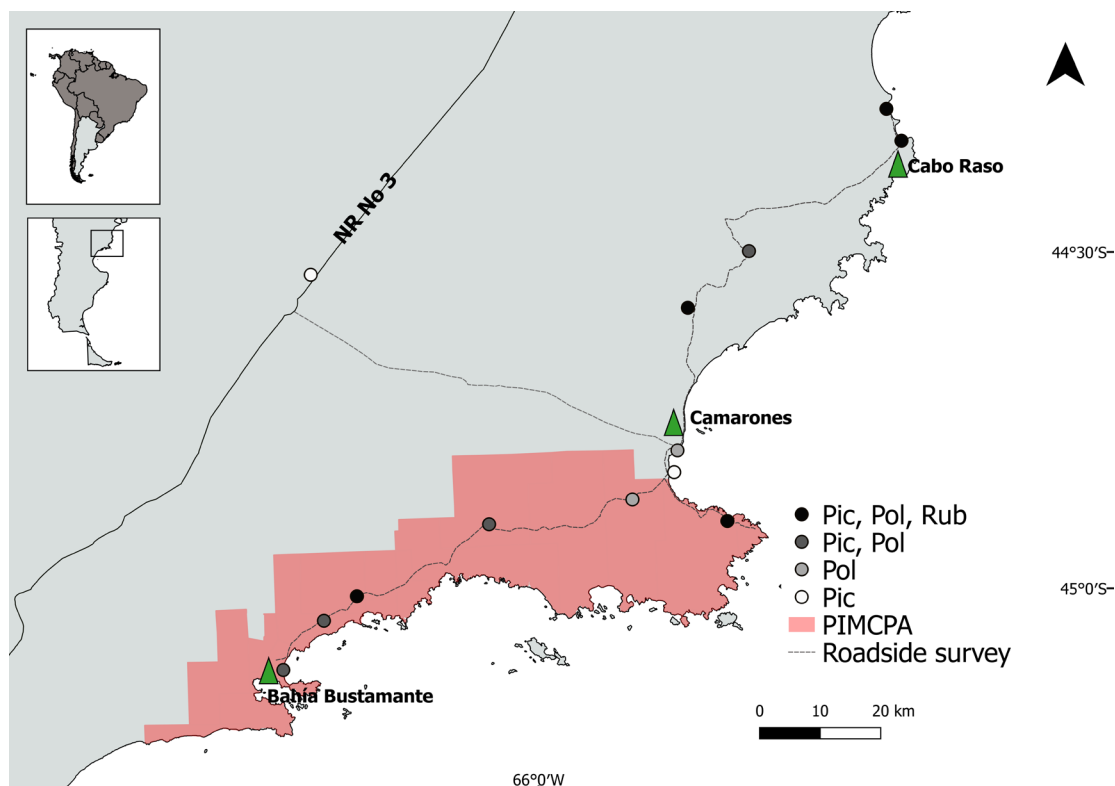 NR No 3
Cabo Raso
44°30'S
Camarones
Pic, Pol, Rub
Pic, Pol
Pol
Pic
45°0'S
PIMCPA
Roadside survey
Bahía Bustamante
0 10 20 km
66°0'W